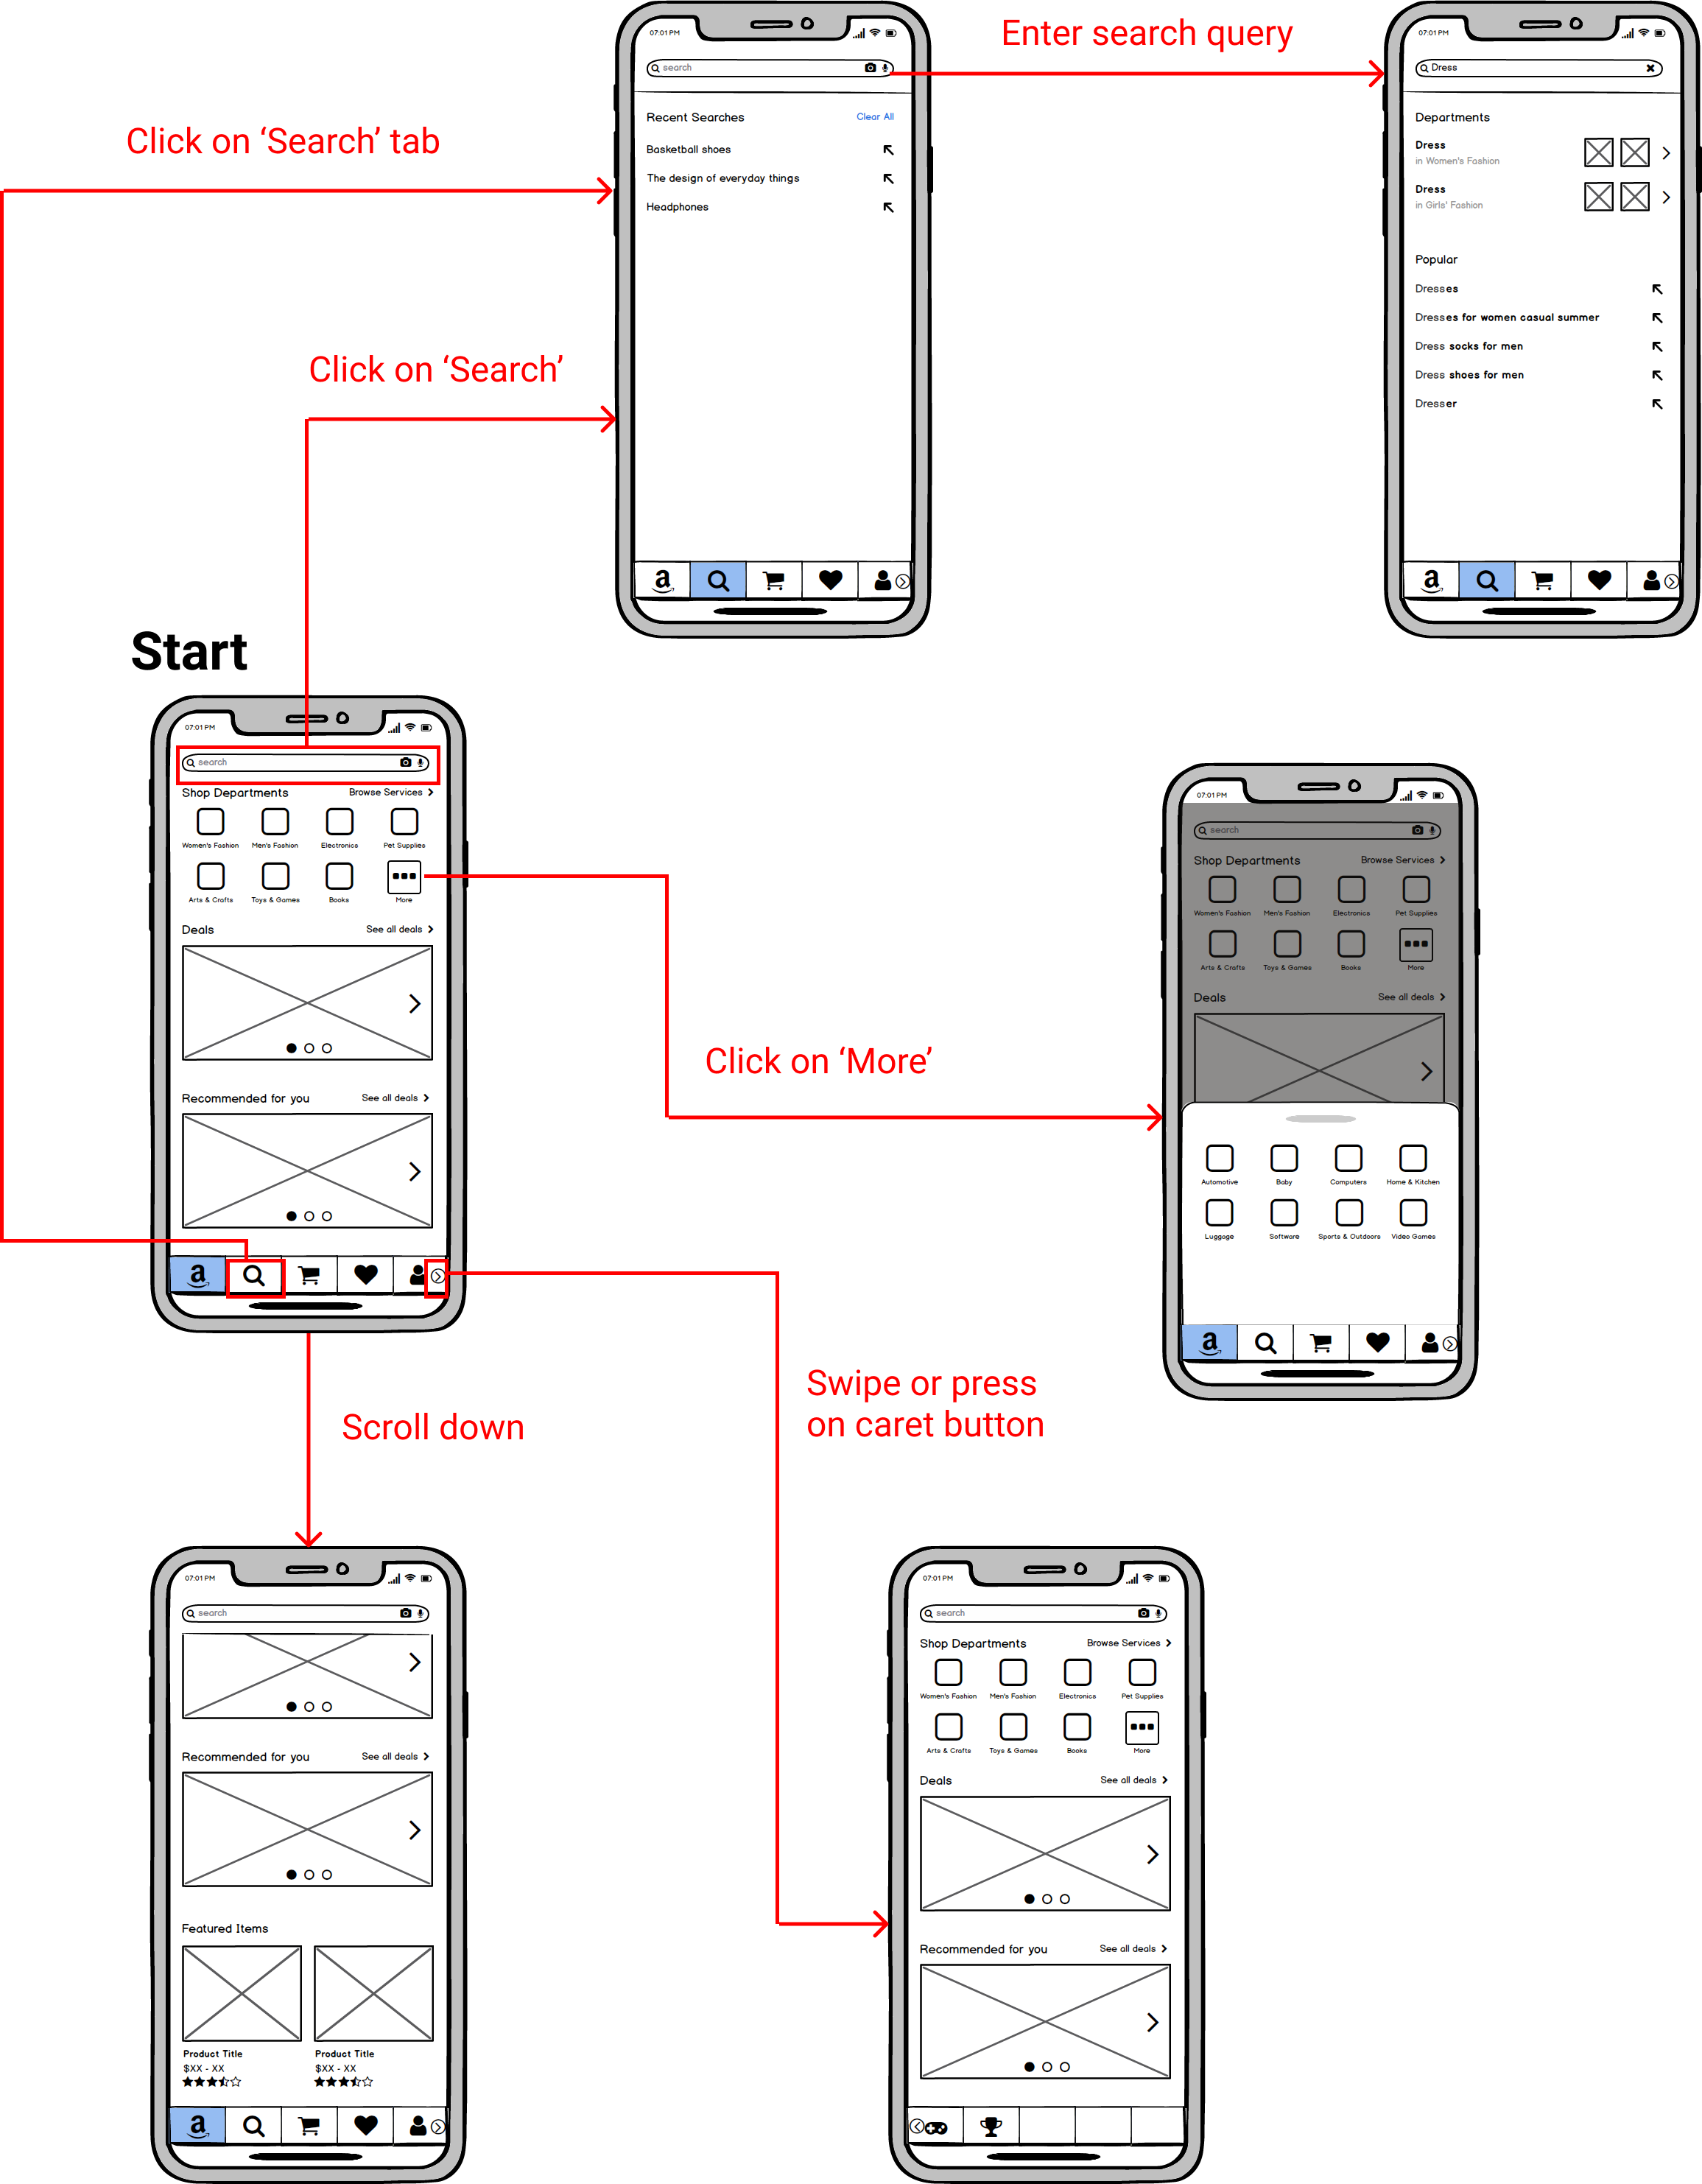 07:01 PM
search
Recent Searches Clear All
Basketball shoes
The design of everyday things
Headphones
Enter search query
07:01 PM
Dress
Departments
Dress
in Women's Fashion
Dress
in Girls' Fashion
Popular
Dresses
Dresses for women casual summer
Dress socks for men
Dress shoes for men
Dresser
Click on ‘Search’ tab
Click on ‘Search’
Start
07:01 PM
search
Shop Departments Browse Services
Women's Fashion Men's Fashion Electronics Pet Supplies
Arts & Crafts Toys & Games Books More
Deals See all deals
Recommended for you See all deals
a
Click on ‘More’
07:01 PM
search
Shop Departments Browse Services
Women's Fashion Men's Fashion Electronics Pet Supplies
Arts & Crafts Toys & Games Books More
Deals See all deals
Automotive Baby Computers Home & Kitchen
Luggage Software Sports & Outdoors Video Games
a
Scroll down
Swipe or press
on caret button
07:01 PM
search
Recommended for you See all deals
Featured Items
Product Title Product Title
$XX - XX $XX - XX
a
07:01 PM
search
Shop Departments Browse Services
Women's Fashion Men's Fashion Electronics Pet Supplies
Arts & Crafts Toys & Games Books More
Deals See all deals
Recommended for you See all deals